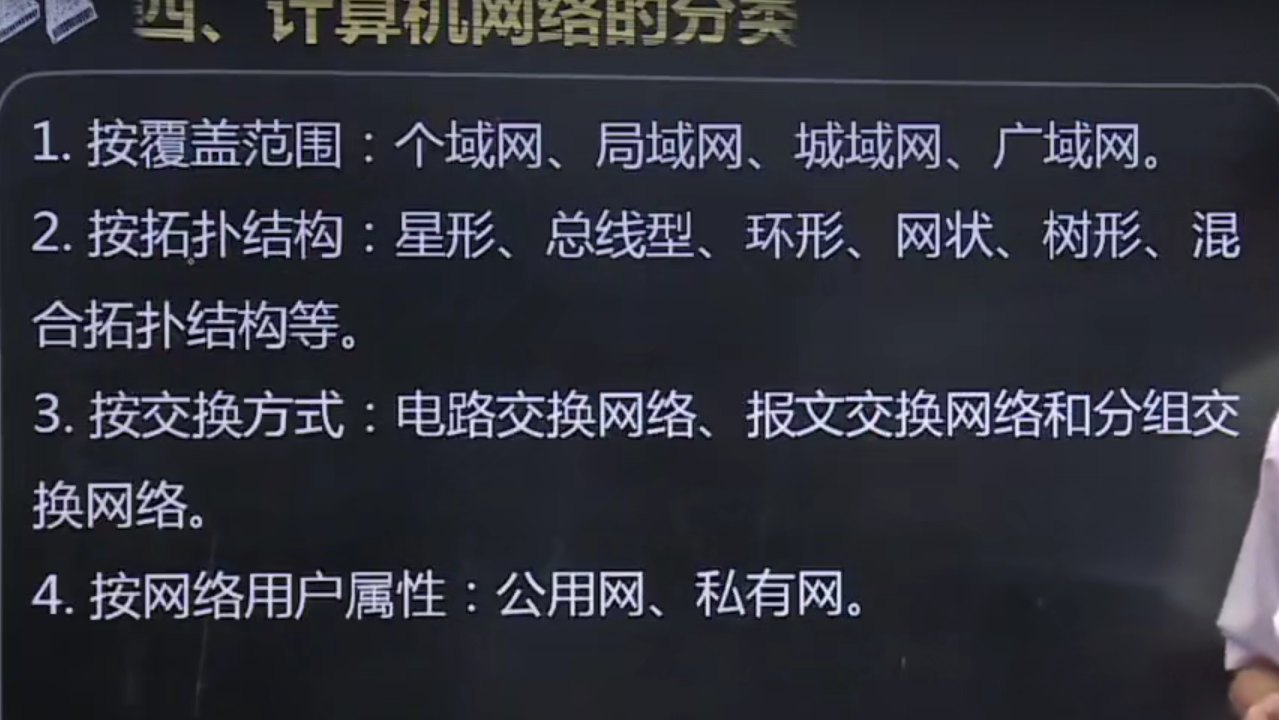 四、计算机网络的分类
1. 按覆盖范围：个域网、局域网、城域网、广域网。
2. 按拓扑结构：星形、总线型、环形、网状、树形、混
合拓扑结构等。
3. 按交换方式：电路交换网络、报文交换网络和分组交
换网络。
4. 按网络用户属性：公用网、私有网。